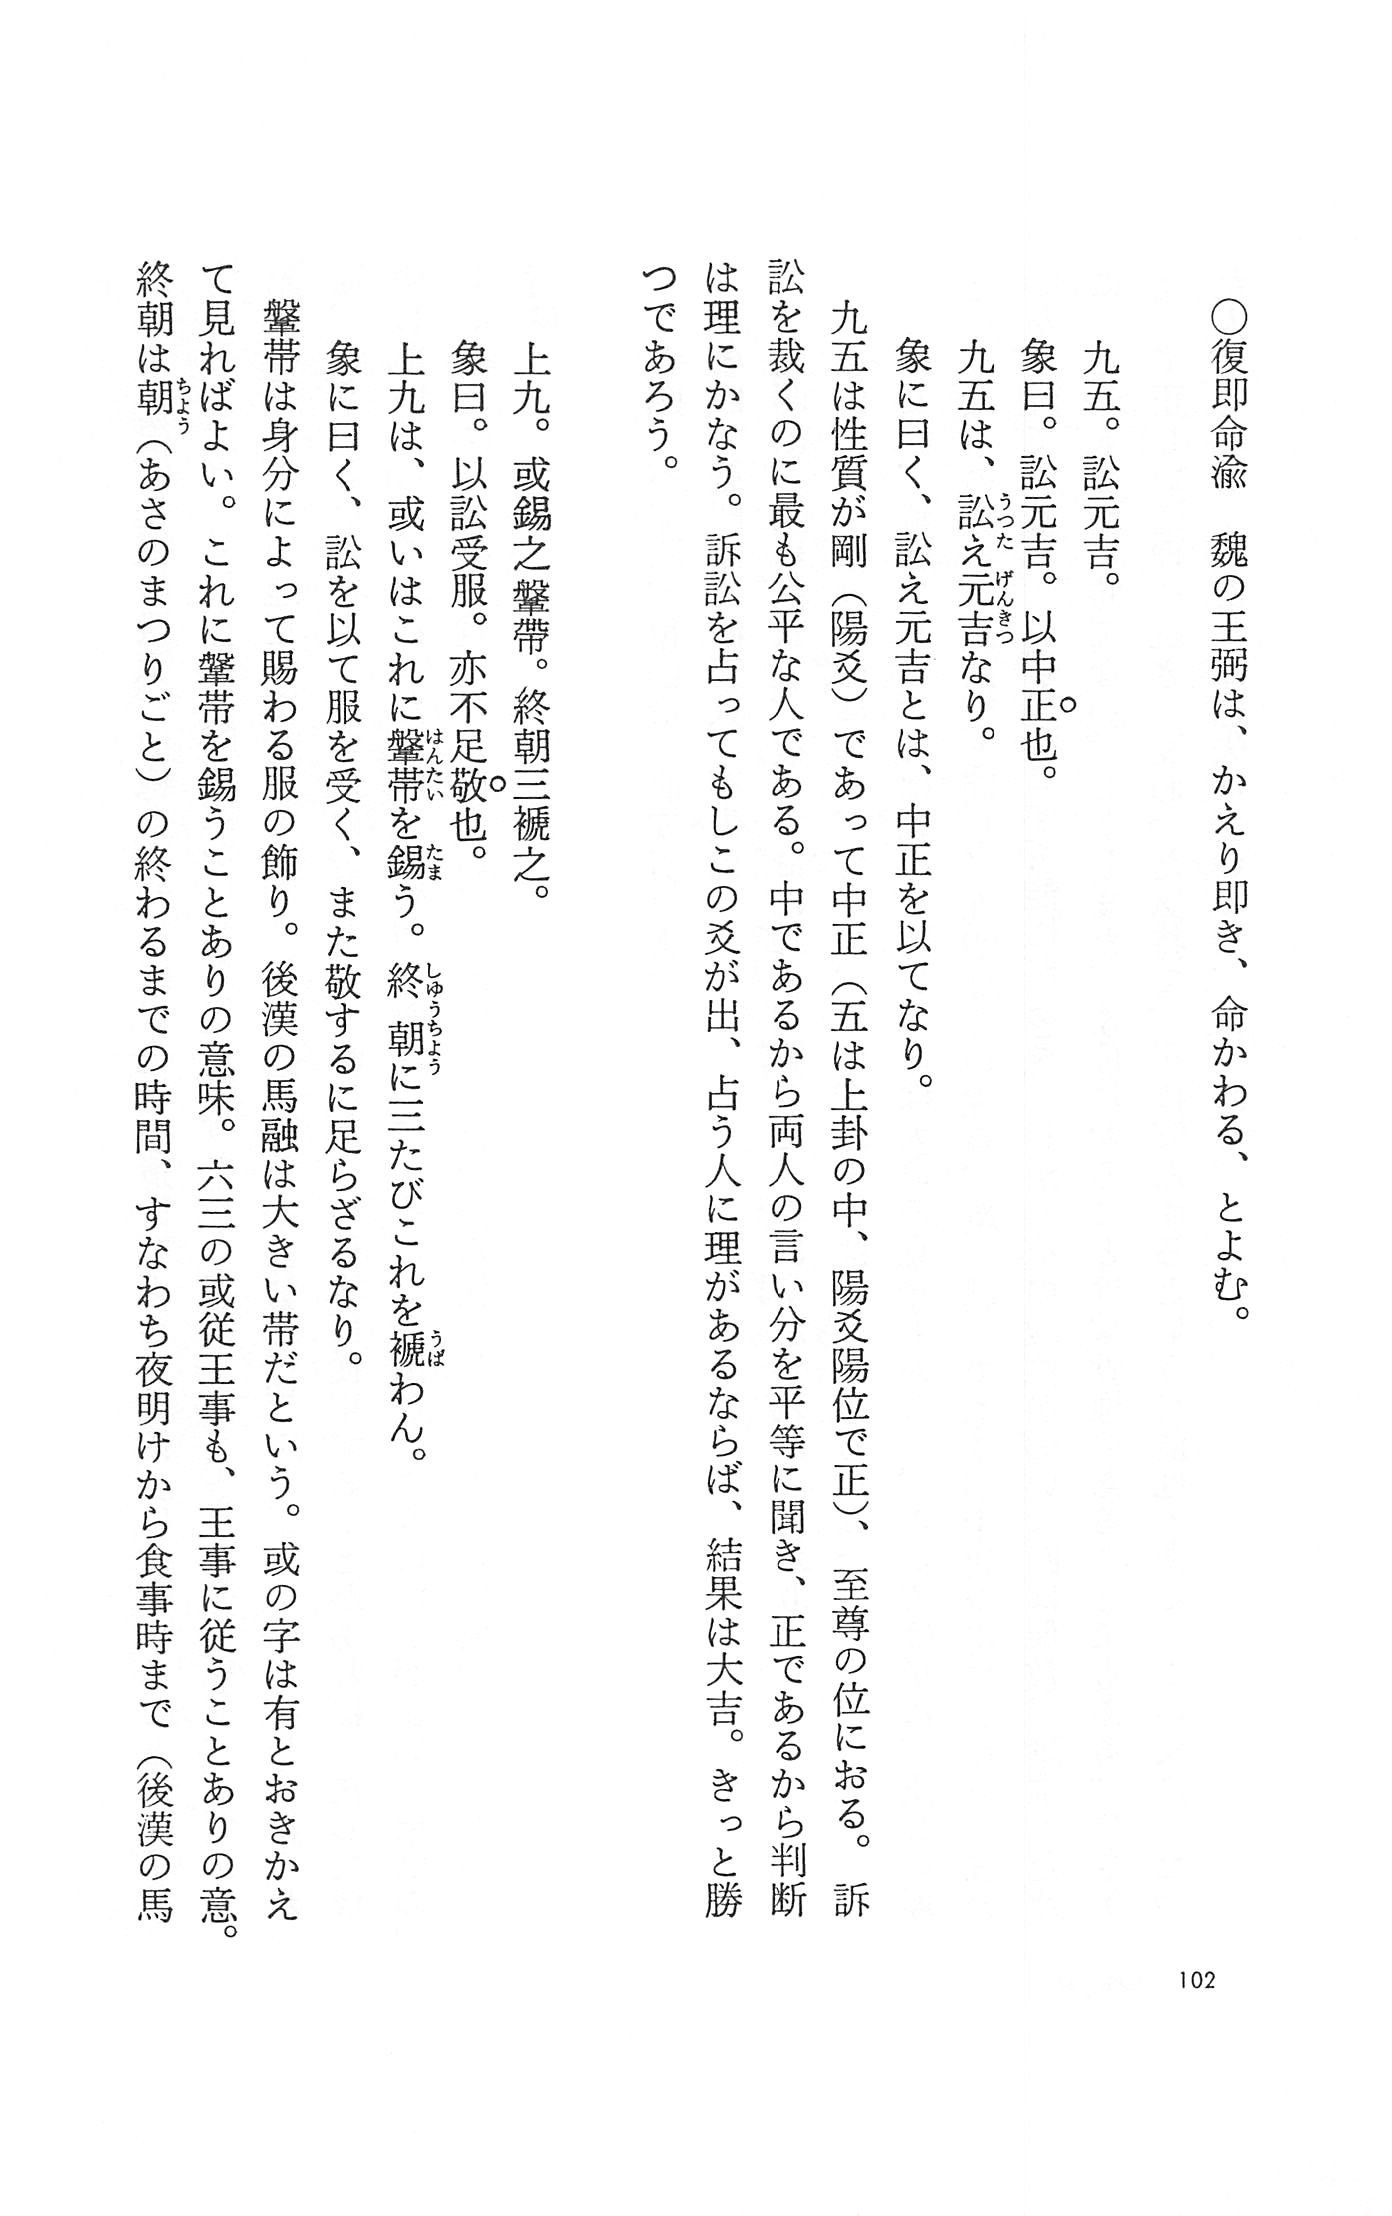 〇復即命渝　魏の王弼は、かえり即き、命かわる、とよむ。
九五。訟元吉。
象曰。訟元吉。以中正也。
九五は、訟え元吉なり。
象に曰く、訟え元吉とは、中正を以てなり。
九五は性質が剛（陽爻）であって中正（五は上卦の中、陽爻陽位で正）、至尊の位におる。訴
訟を裁くのに最も公平な人である。中であるから両人の言い分を平等に聞き、正であるから判断
は理にかなう。訴訟を占ってもしこの爻が出、占う人に理があるならば、結果は大吉。きっと勝
つであろう。
上九。或錫之鞶帶。終朝三褫之。
象曰。以訟受服。亦不足敬也。
上九は、或いはこれに鞶帯を錫う。終朝に三たびこれを褫わん。
象に曰く、訟を以て服を受く、また敬するに足らざるなり。
鞶帯は身分によって賜わる服の飾り。後漢の馬融は大きい帯だという。或の字は有とおきかえ
て見ればよい。これに鞶帯を錫うことありの意味。六三の或従王事も、王事に従うことありの意。
終朝は朝（あさのまつりごと）の終わるまでの時間、すなわち夜明けから食事時まで（後漢の馬
102